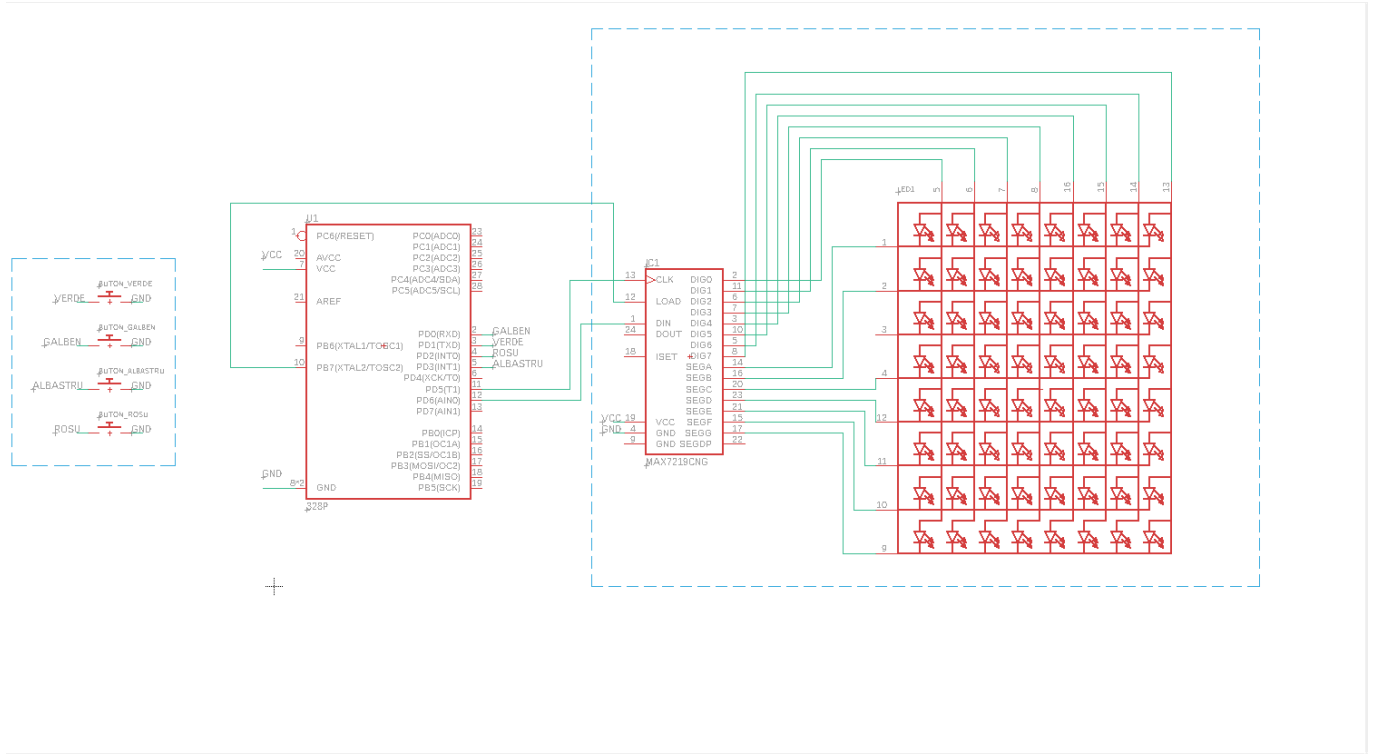 BUTON_VERDE
VERDE GND
BUTON_GALBEN
GALBEN GND
BUTON_ALBASTRU
ALBASTRU GND
BUTON_ROSU
ROSU GND
U1
1 PC6(/RESET)
VCC 20 AVCC
7 VCC
21 AREF
9 PB6(XTAL1/TOSC1)
10 PB7(XTAL2/TOSC2)
GND
8*2 GND
PC0(ADC0) 23
PC1(ADC1) 24
PC2(ADC2) 25
PC3(ADC3) 26
PC4(ADC4/SDA) 27
PC5(ADC5/SCL) 28
PD0(RXD) 2 GALBEN
PD1(TXD) 3 VERDE
PD2(INT0) 4 ROSU
PD3(INT1) 5 ALBASTRU
PD4(XCK/T0) 6
PD5(T1) 11
PD6(AIN0) 12
PD7(AIN1) 13
PB0(ICP) 14
PB1(OC1A) 15
PB2(SS/OC1B) 16
PB3(MOSI/OC2) 17
PB4(MISO) 18
PB5(SCK) 19
328P
IC1
13 CLK
12 LOAD
1 DIN
24 DOUT
18 ISET
VCC 19 VCC
GND 4 GND
9 GND
DIG0 2
DIG1 11
DIG2 6
DIG3 7
DIG4 3
DIG5 10
DIG6 5
DIG7 8
SEGA 14
SEGB 16
SEGC 20
SEGD 23
SEGE 21
SEGF 15
SEGG 17
SEGDP 22
MAX7219CNG
LED1
5 6 7 8 16 15 14 13
1
2
3
4
12
11
10
9